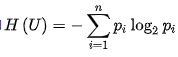 H (U) = − ∑_{i=1}^{n} p_i log_2 p_i